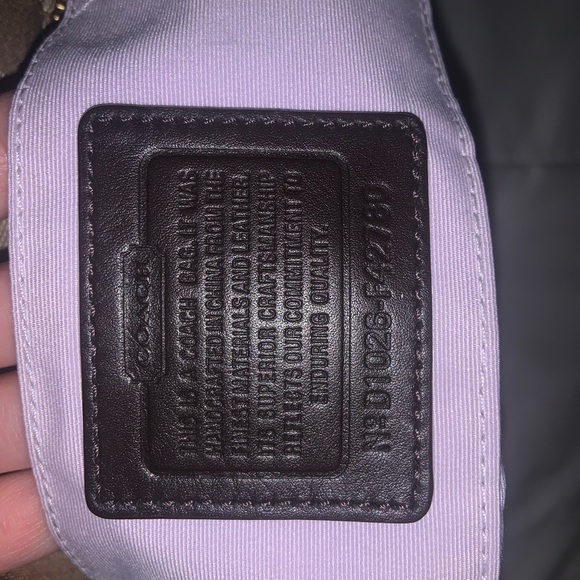 COACH
THIS IS A COACH BAG. IT WAS
HANDCRAFTED IN CHINA FROM THE
FINEST MATERIALS AND LEATHER.
ITS SUPERIOR CRAFTSMANSHIP
REFLECTS OUR COMMITMENT TO
ENDURING QUALITY.
Nº D1026-F42780